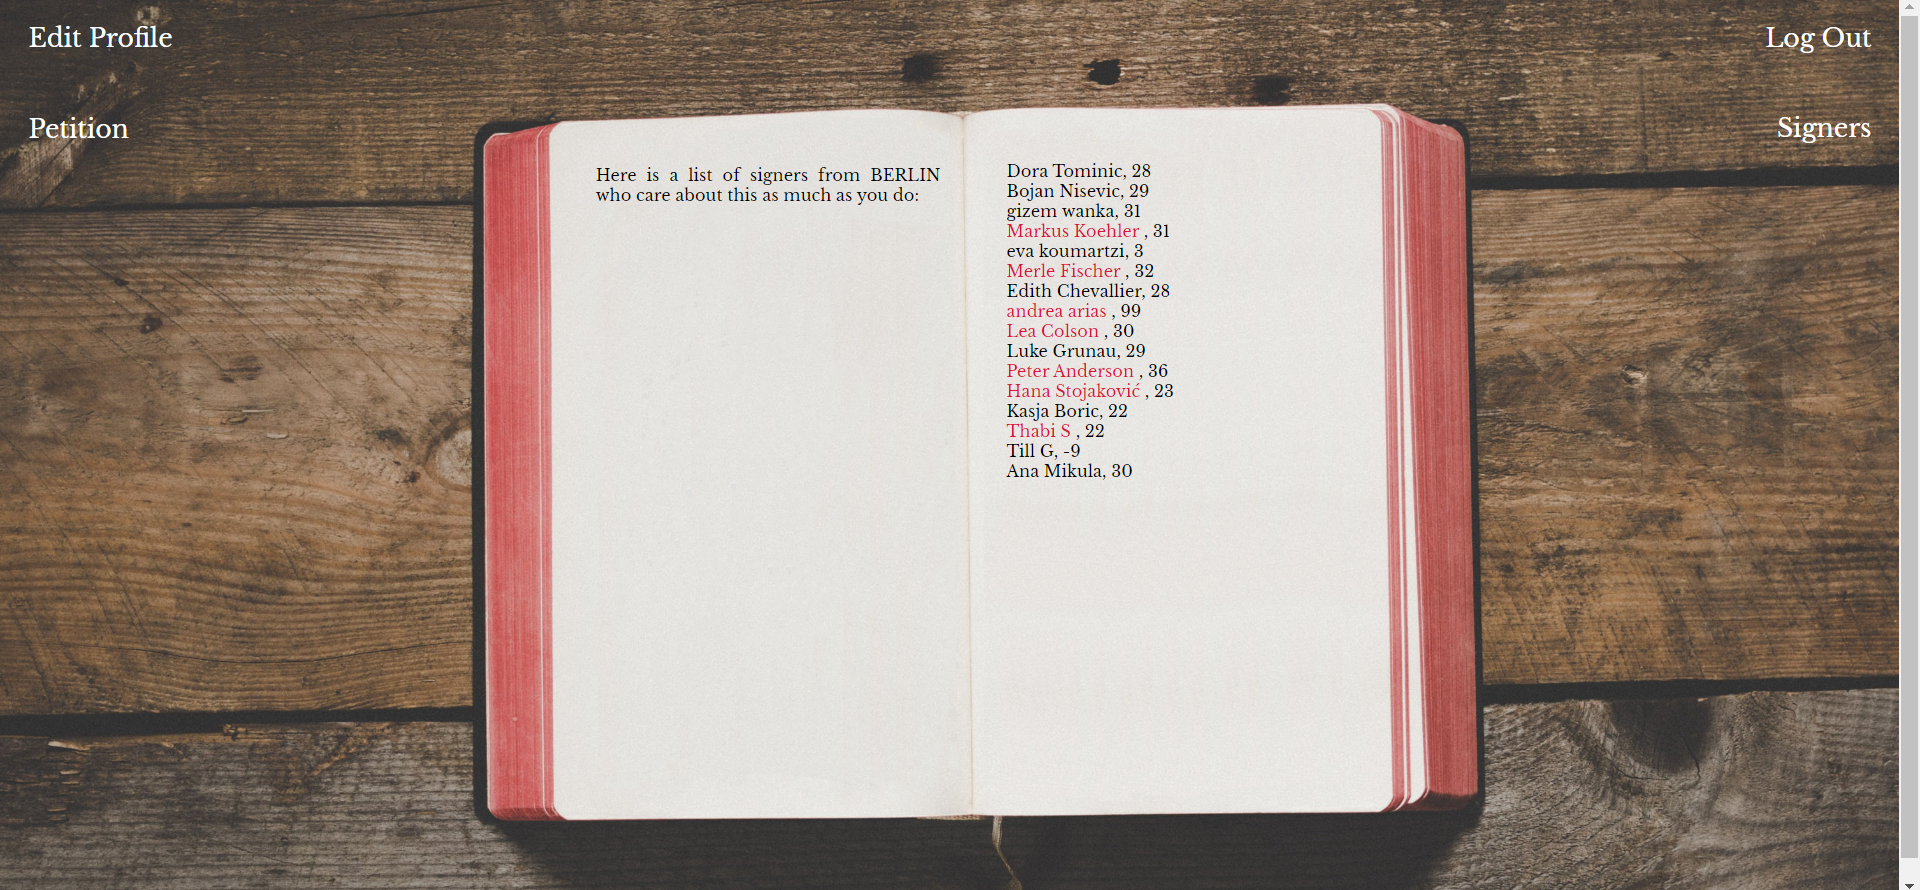 Edit Profile
Log Out
Petition
Signers
Here is a list of signers from BERLIN
who care about this as much as you do:
Dora Tominic, 28
Bojan Nisevic, 29
gizem wanka, 31
Markus Koehler , 31
eva koumartzi, 3
Merle Fischer , 32
Edith Chevallier, 28
andrea arias , 99
Lea Colson , 30
Luke Grunau, 29
Peter Anderson , 36
Hana Stojaković , 23
Kasja Boric, 22
Thabi S , 22
Till G, -9
Ana Mikula, 30